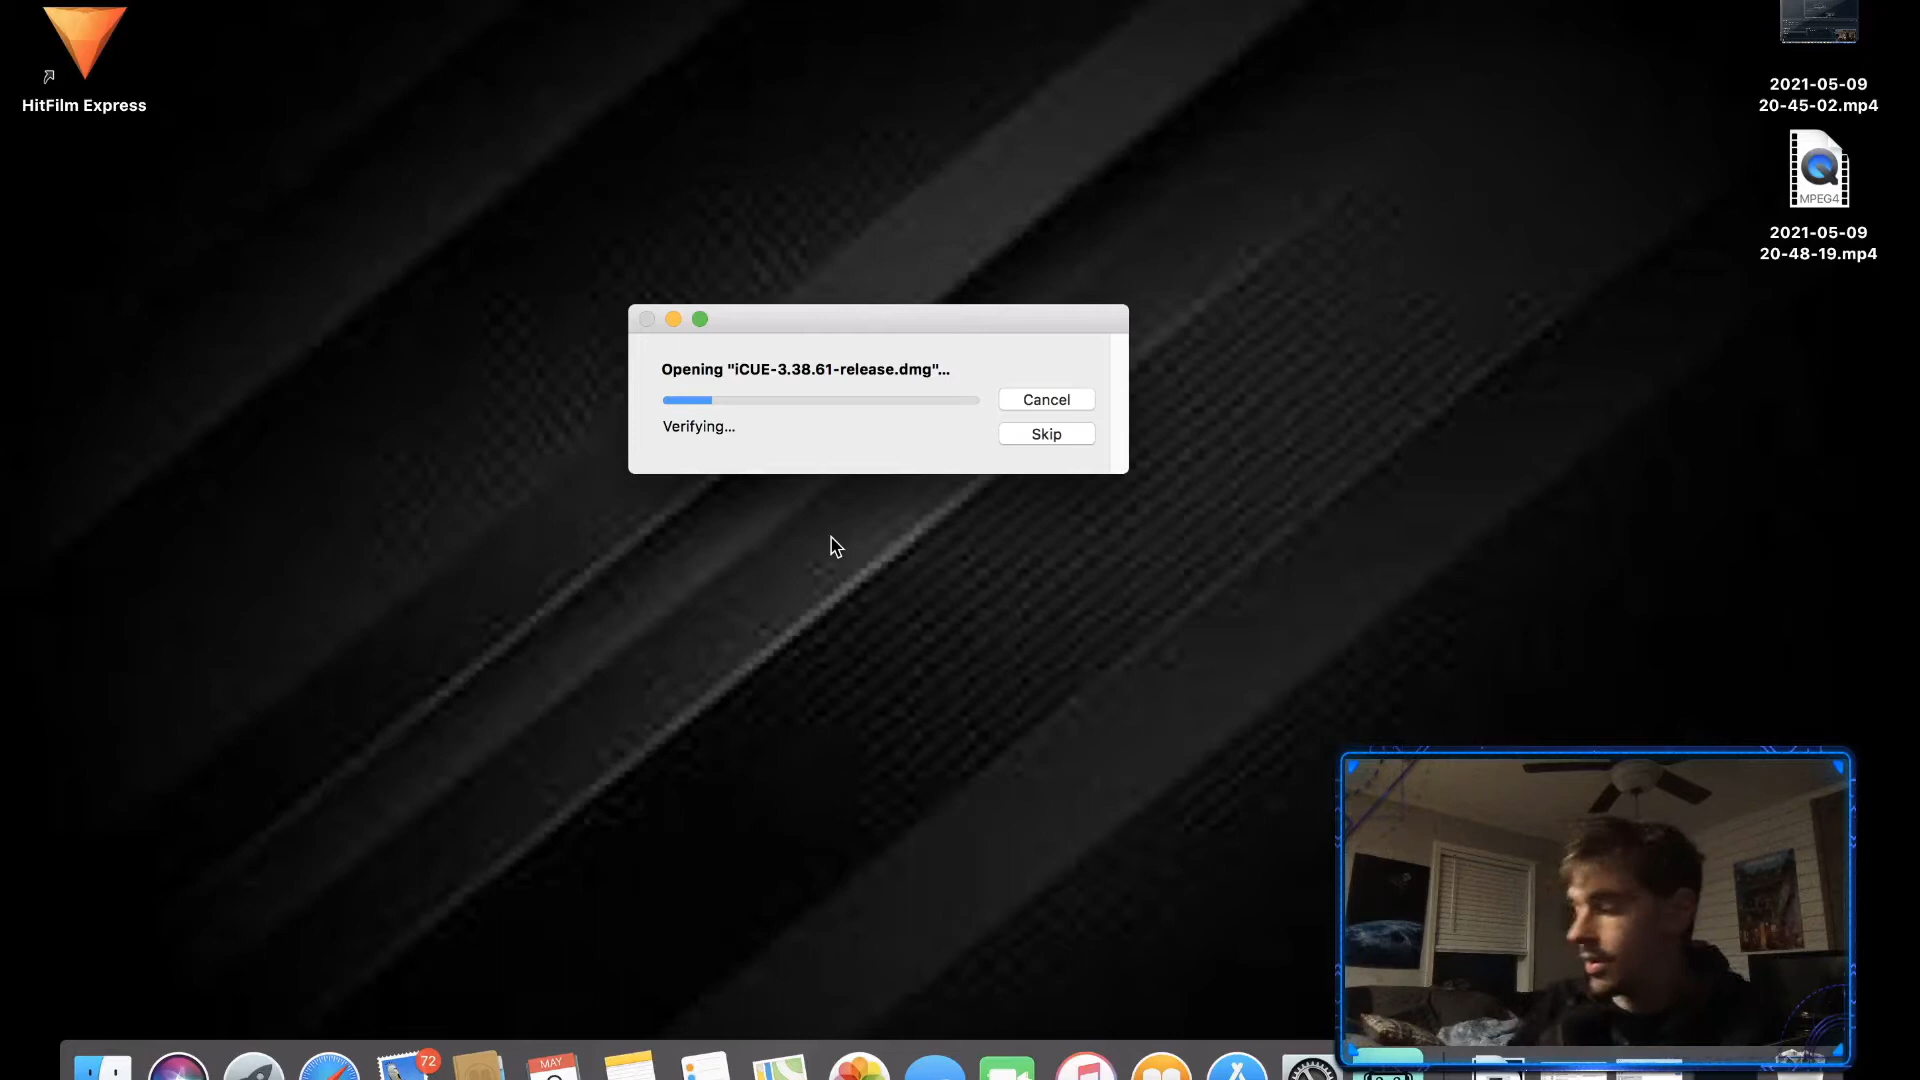 HitFilm Express
2021-05-09
20-45-02.mp4
MPEG4
2021-05-09
20-48-19.mp4
Opening "iCUE-3.38.61-release.dmg"...
Cancel
Verifying...
Skip
72
MAY